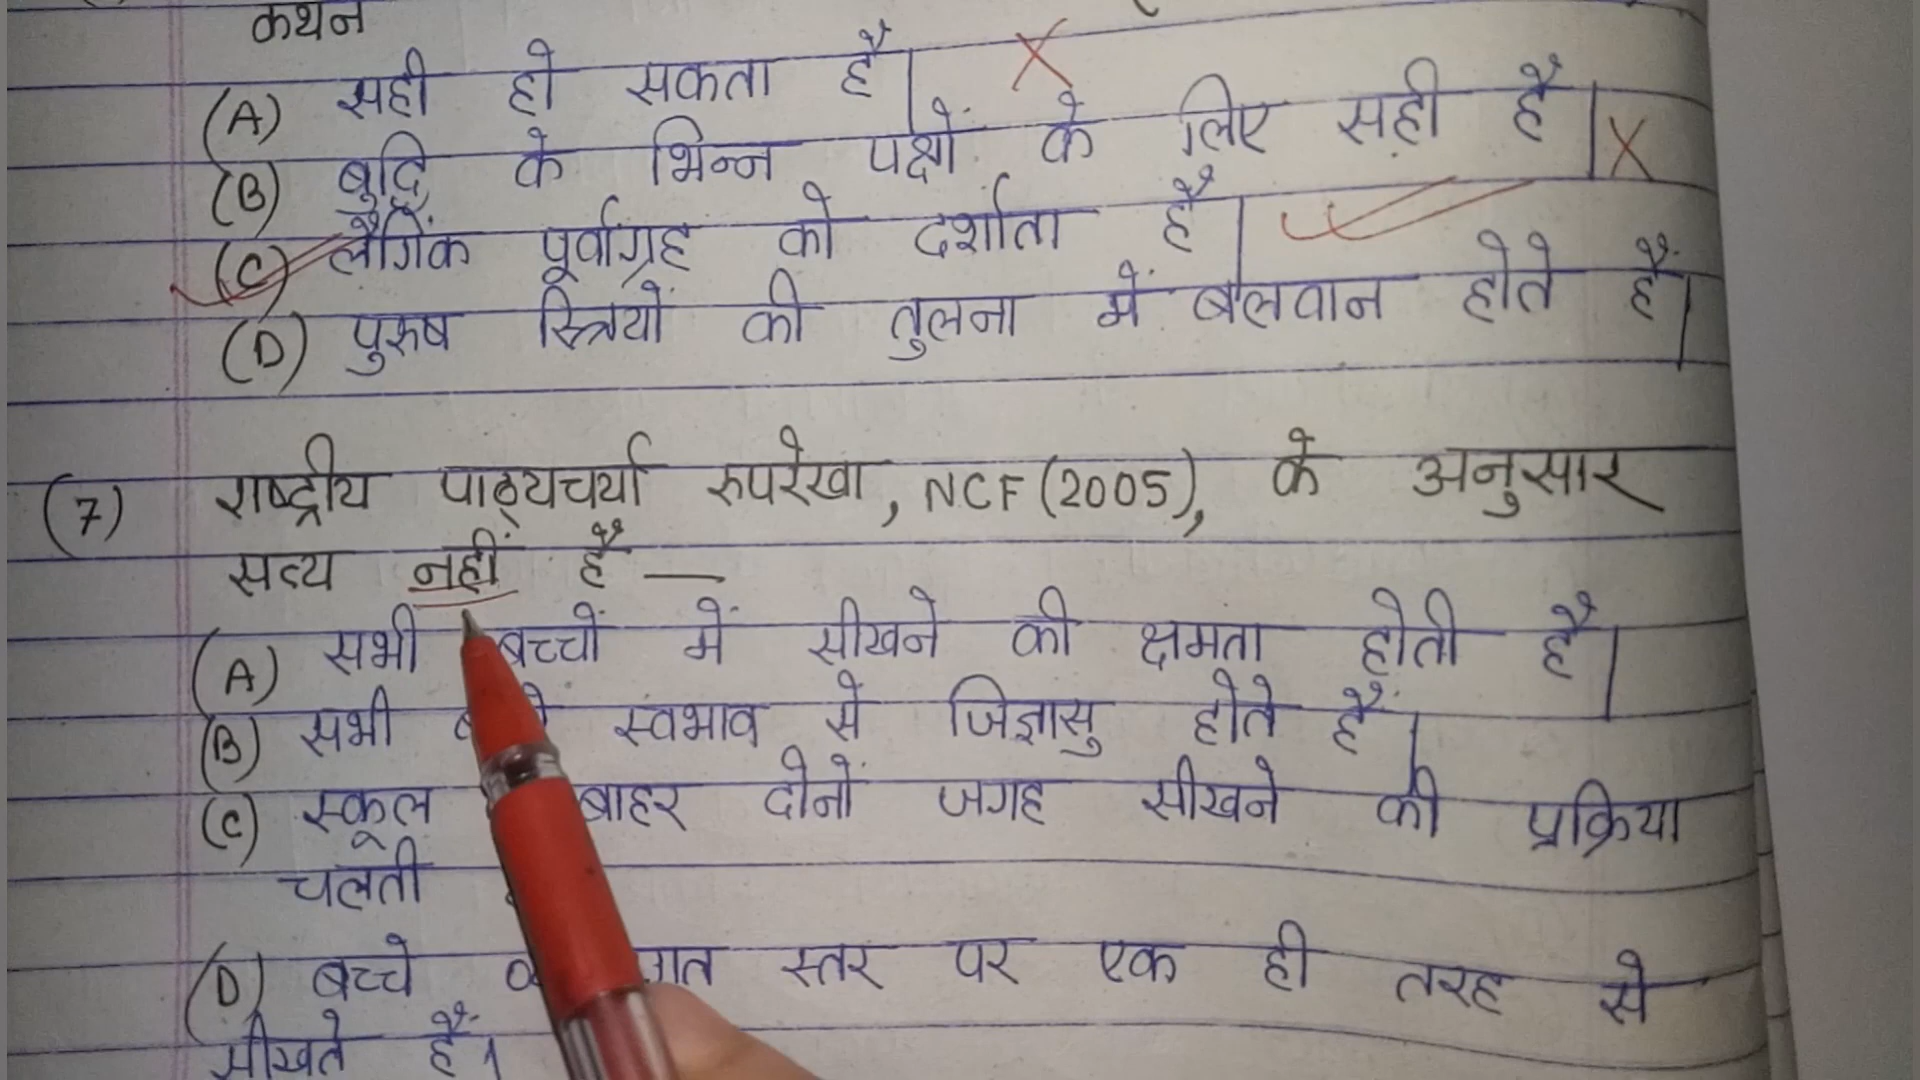 कथन
(A) सही हो सकता है।
(B) बुद्धि के भिन्न पक्षों के लिए सही है।
(C) लैंगिक पूर्वाग्रह को दर्शाता है।
(D) पुरुष स्त्रियों की तुलना में बलवान होते हैं।
(7) राष्ट्रीय पाठ्यचर्या रुपरेखा, NCF (2005), के अनुसार
सत्य नहीं है —
(A) सभी बच्चों में सीखने की क्षमता होती है।
(B) सभी स्वभाव से जिज्ञासु होते हैं।
(C) स्कूल बाहर दोनों जगह सीखने की प्रक्रिया
चलती
(D) बच्चे स्तर पर एक ही तरह से
सीखते हैं।